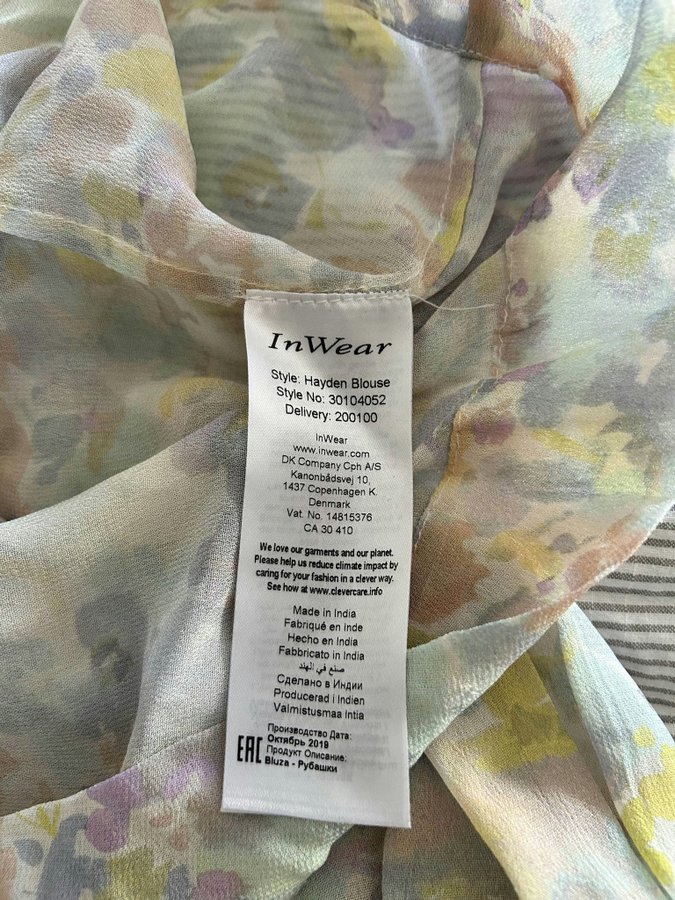 InWear
Style: Hayden Blouse
Style No: 30104052
Delivery: 200100
InWear
www.inwear.com
DK Company Cph A/S
Kanonbådsvej 10,
1437 Copenhagen K.
Denmark
Vat. No. 14815376
CA 30 410
We love our garments and our planet.
Please help us reduce climate impact by
caring for your fashion in a clever way.
See how at www.clevercare.info
Made in India
Fabriqué en inde
Hecho en India
Fabbricato in India
صنع في الهند
Сделано в Индии
Producerad i Indien
Valmistusmaa Intia
Производство Дата:
Октябрь 2019
EAC Продукт Описание:
Bluza - Рубашки